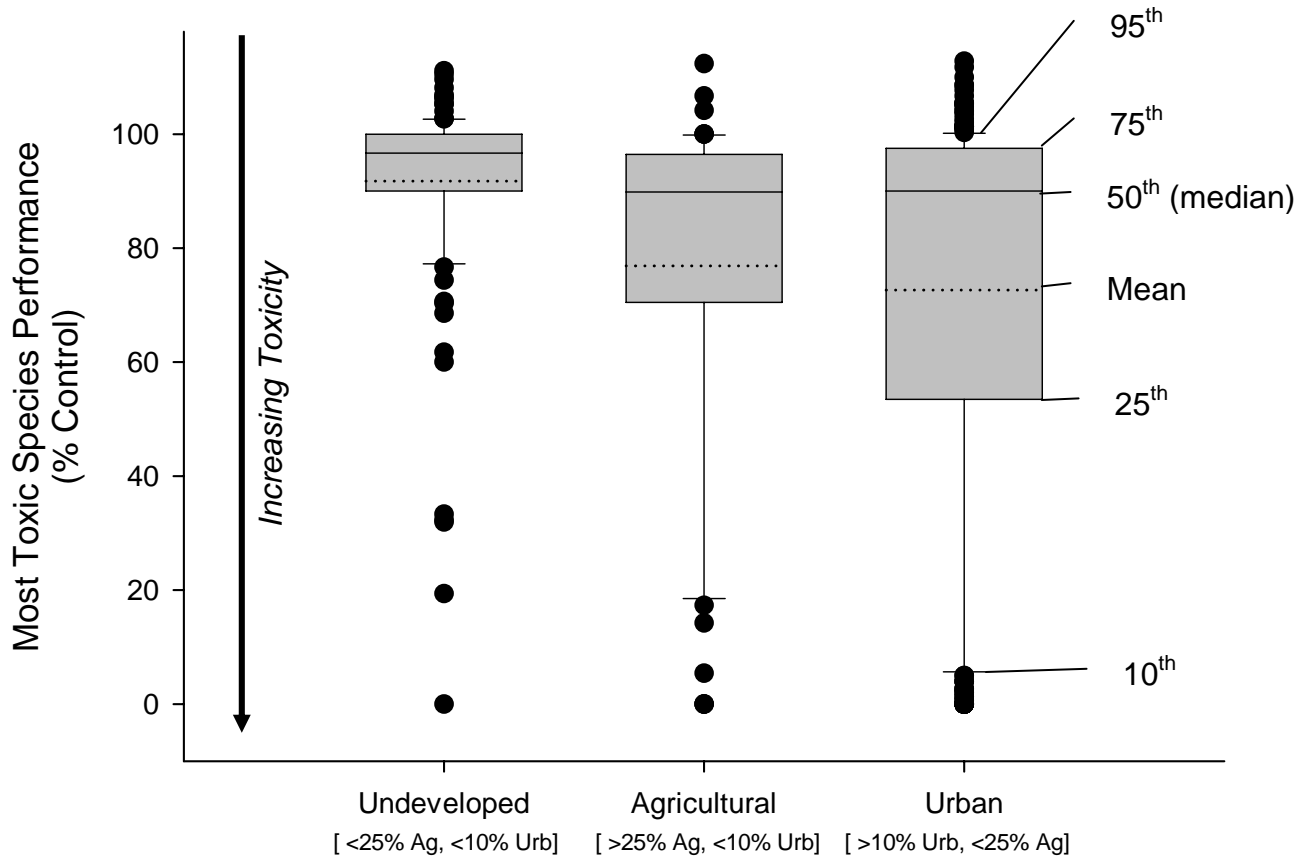 Most Toxic Species Performance
(% Control)
100
80
60
40
20
0
Increasing Toxicity
95th
75th
50th (median)
Mean
25th
10th
Undeveloped
Agricultural
Urban
[ <25% Ag, <10% Urb]
[ >25% Ag, <10% Urb]
[ >10% Urb, <25% Ag]